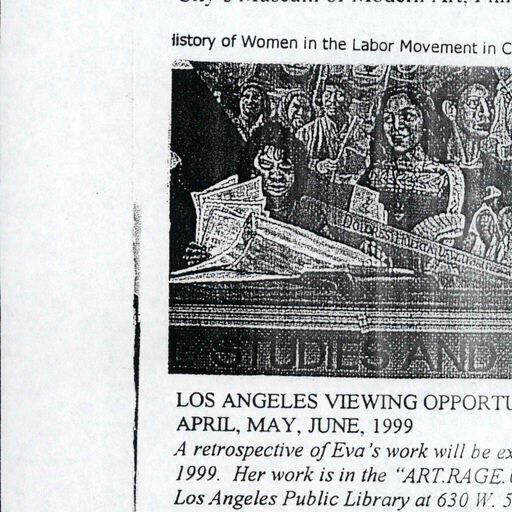 City's Museum of Modern Art,
History of Women in the Labor Movement in C
STUDIES AND
LOS ANGELES VIEWING OPPORTU
APRIL, MAY, JUNE, 1999
A retrospective of Eva's work will be ex
1999. Her work is in the "ART.RAGE.
Los Angeles Public Library at 630 W. 5